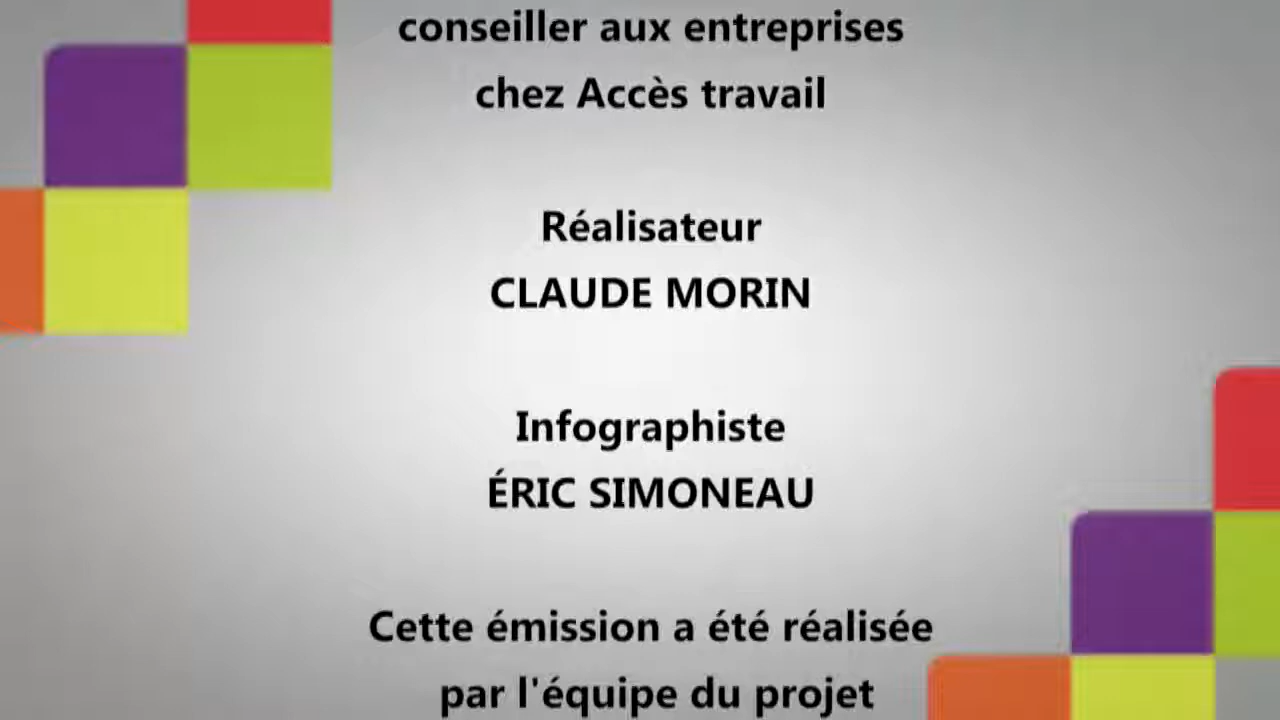 conseiller aux entreprises
chez Accès travail
Réalisateur
CLAUDE MORIN
Infographiste
ÉRIC SIMONEAU
Cette émission a été réalisée
par l'équipe du projet